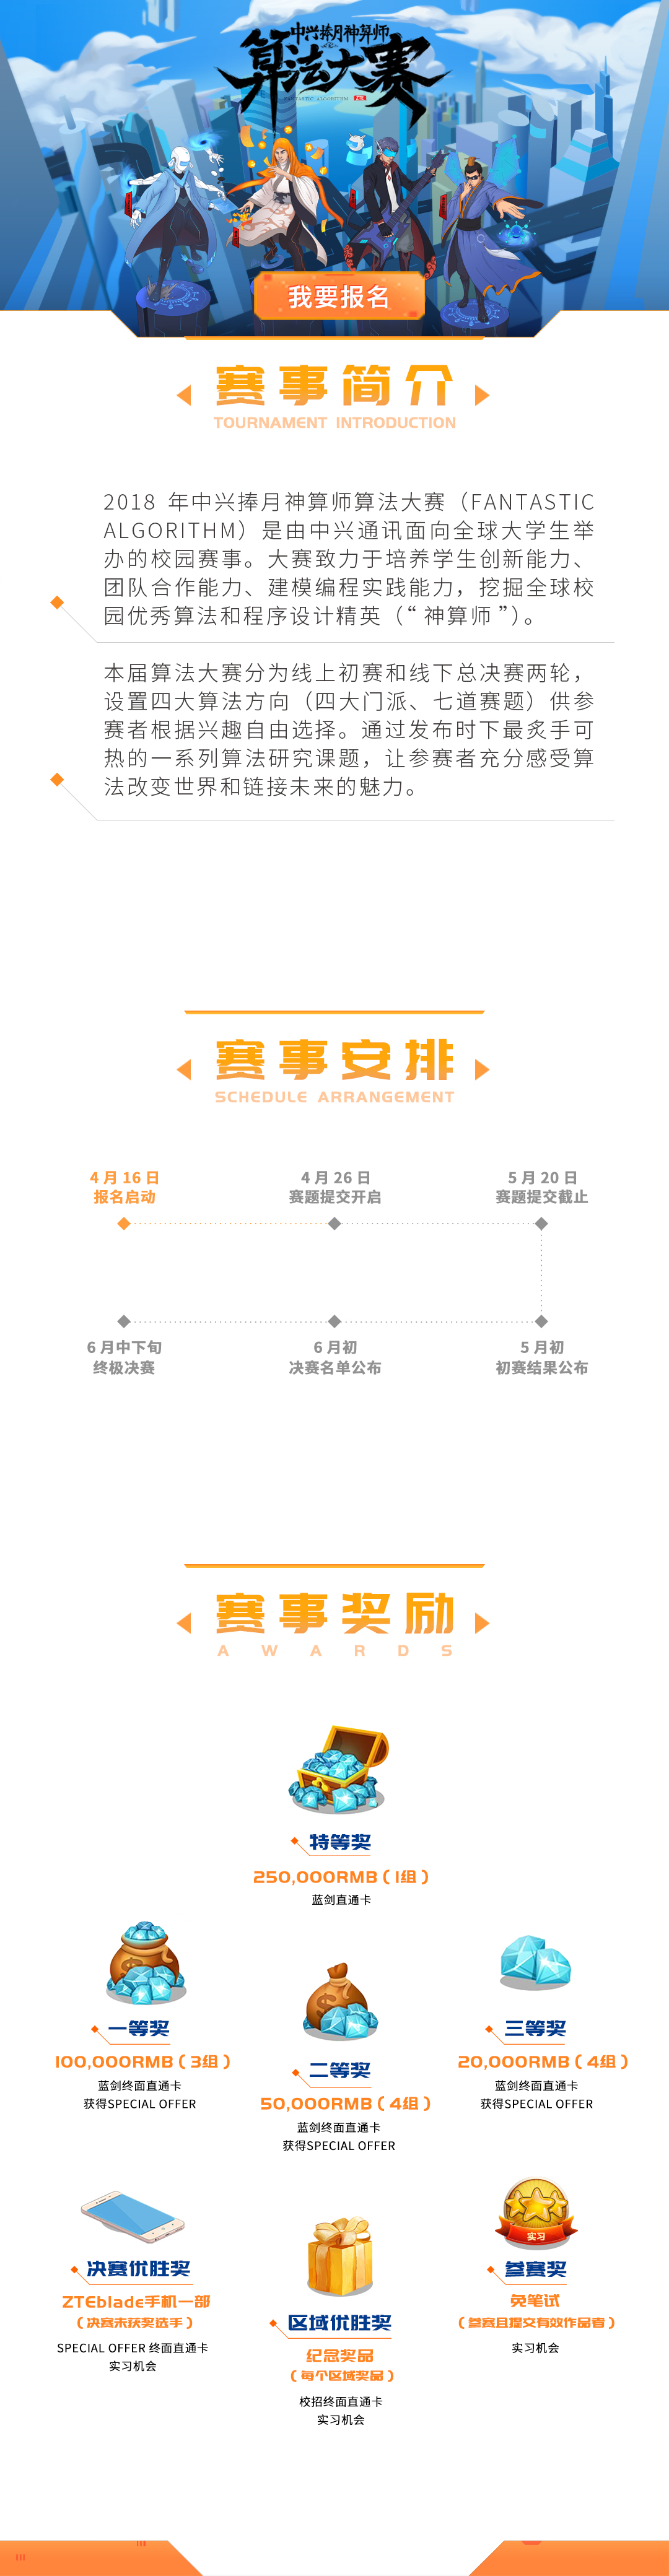 中兴捧月神算师
算法大赛
FANTASTIC ALGORITHM
我要报名
赛事简介
TOURNAMENT INTRODUCTION
2018 年中兴捧月神算师算法大赛（FANTASTIC
ALGORITHM）是由中兴通讯面向全球大学生举
办的校园赛事。大赛致力于培养学生创新能力、
团队合作能力、建模编程实践能力，挖掘全球校
园优秀算法和程序设计精英（“神算师”）。
本届算法大赛分为线上初赛和线下总决赛两轮，
设置四大算法方向（四大门派、七道赛题）供参
赛者根据兴趣自由选择。通过发布时下最炙手可
热的一系列算法研究课题，让参赛者充分感受算
法改变世界和链接未来的魅力。
赛事安排
SCHEDULE ARRANGEMENT
4 月 16 日
报名启动
4 月 26 日
赛题提交开启
5 月 20 日
赛题提交截止
6 月中下旬
终极决赛
6 月初
决赛名单公布
5 月初
初赛结果公布
赛事奖励
AWARDS
特等奖
250,000RMB（1组）
蓝剑直通卡
一等奖
100,000RMB（3组）
蓝剑终面直通卡
获得SPECIAL OFFER
二等奖
50,000RMB（4组）
蓝剑终面直通卡
获得SPECIAL OFFER
三等奖
20,000RMB（4组）
蓝剑终面直通卡
获得SPECIAL OFFER
决赛优胜奖
ZTEblade手机一部
（决赛未获奖选手）
SPECIAL OFFER 终面直通卡
实习机会
区域优胜奖
纪念奖品
（每个区域奖品）
校招终面直通卡
实习机会
实习
参赛奖
免笔试
（参赛且提交有效作品者）
实习机会